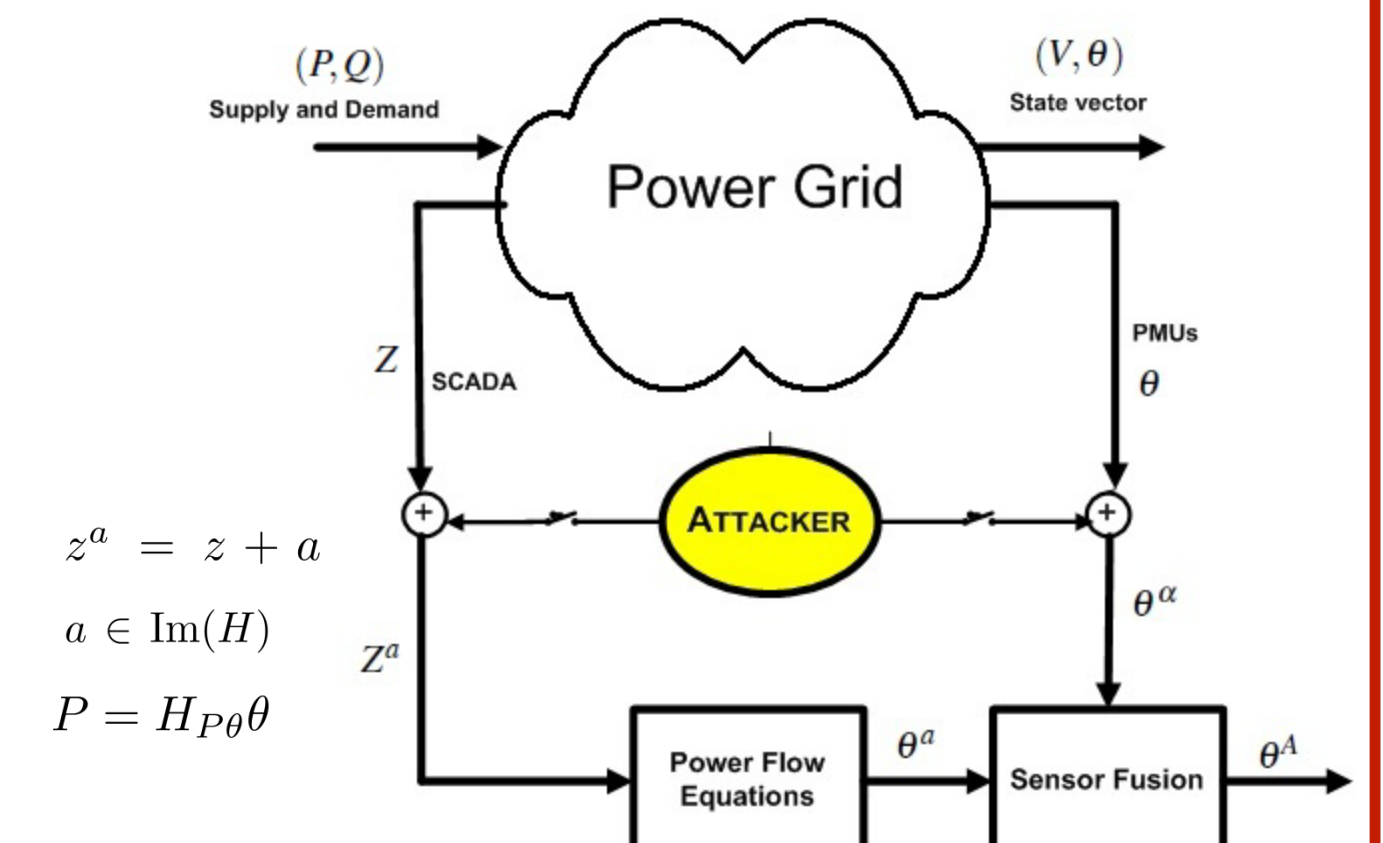 (P,Q)
Supply and Demand
(V,θ)
State vector
Power Grid
Z
SCADA
PMUs
θ
+
ATTACKER
+
z^a = z + a
a ∈ Im(H)
P = H_{Pθ}θ
Z^a
θ^α
Power Flow
Equations
θ^a
Sensor Fusion
θ^A